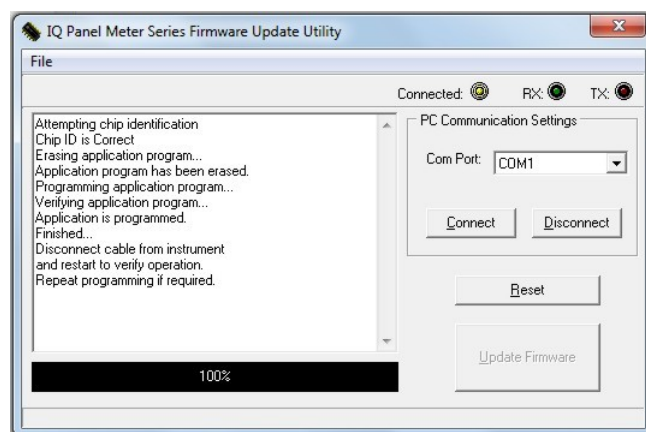 IQ Panel Meter Series Firmware Update Utility
File
Connected: RX: TX:
Attempting chip identification
Chip ID is Correct
Erasing application program...
Application program has been erased.
Programming application program...
Verifying application program...
Application is programmed.
Finished...
Disconnect cable from instrument
and restart to verify operation.
Repeat programming if required.
100%
PC Communication Settings
Com Port: COM1
Connect Disconnect
Reset
Update Firmware